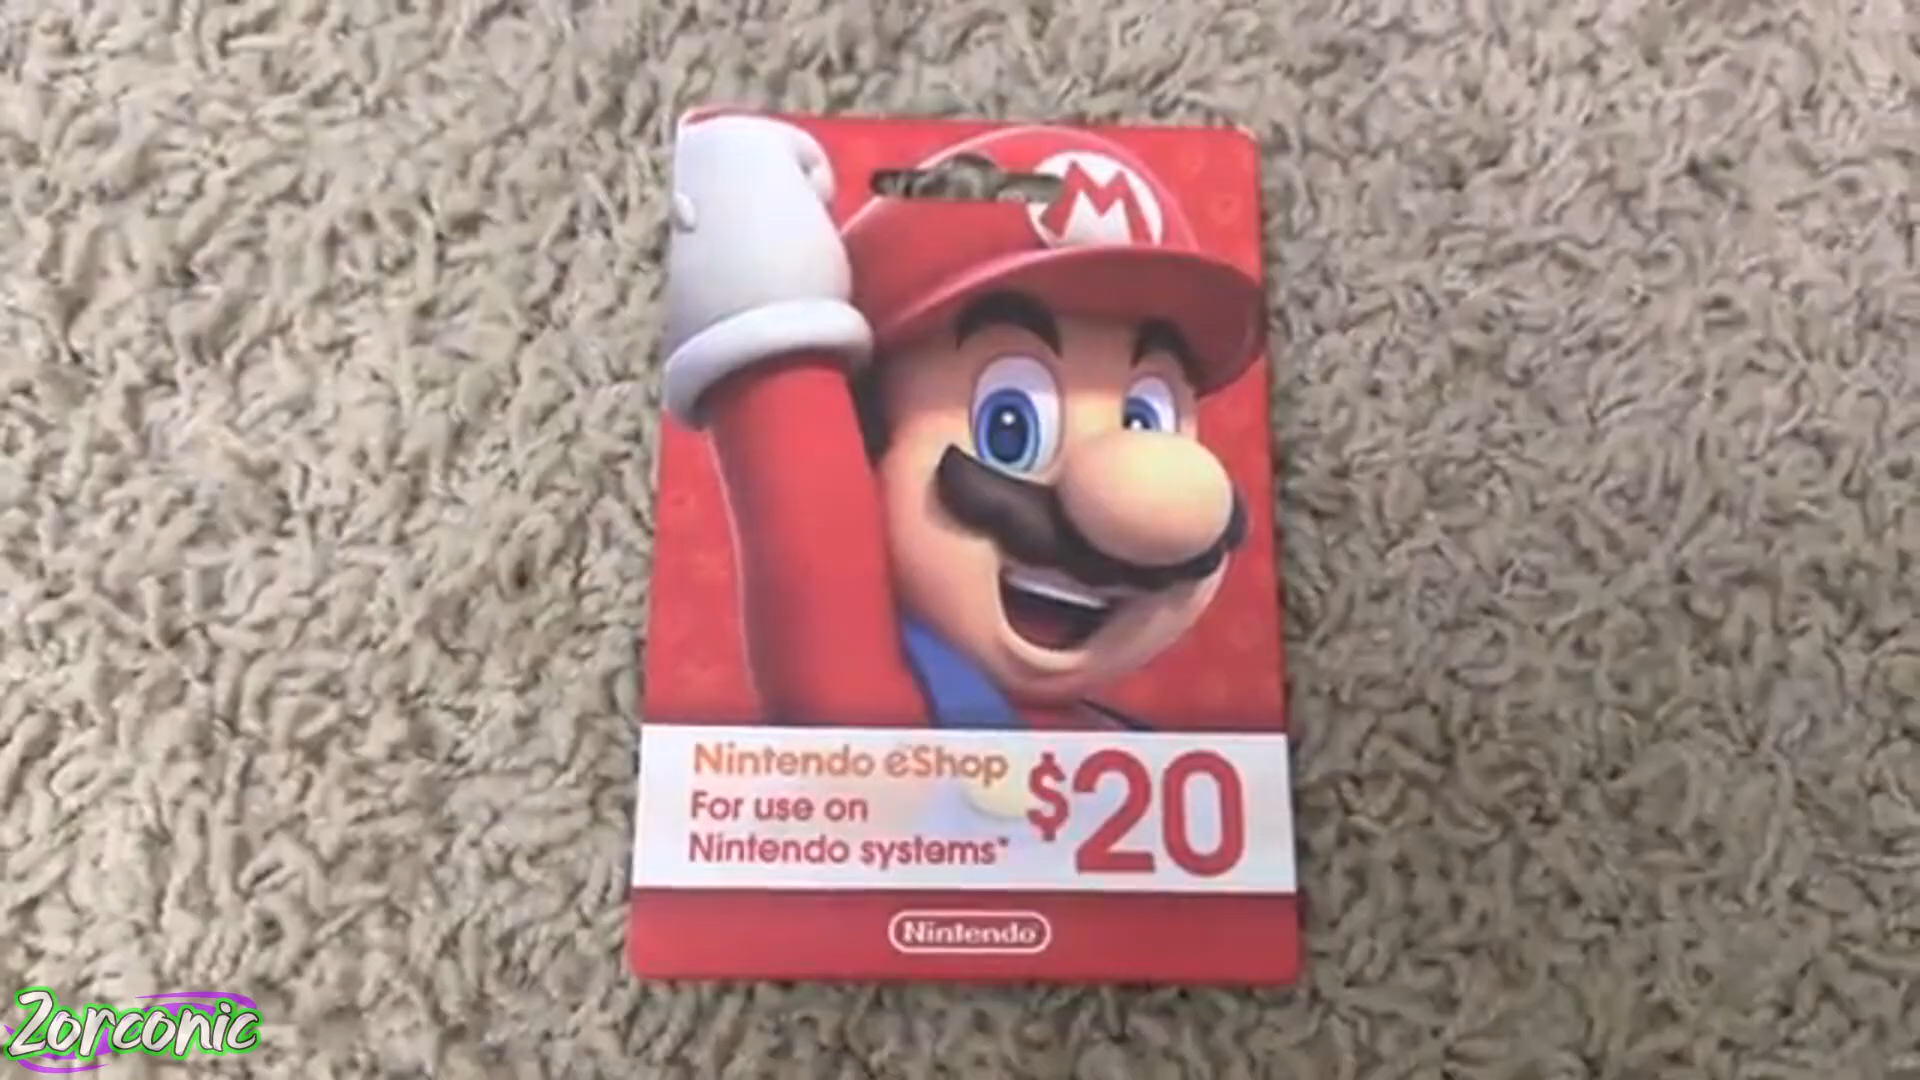 M
Nintendo eShop
For use on
Nintendo systems*
$20
Nintendo
Zorconic